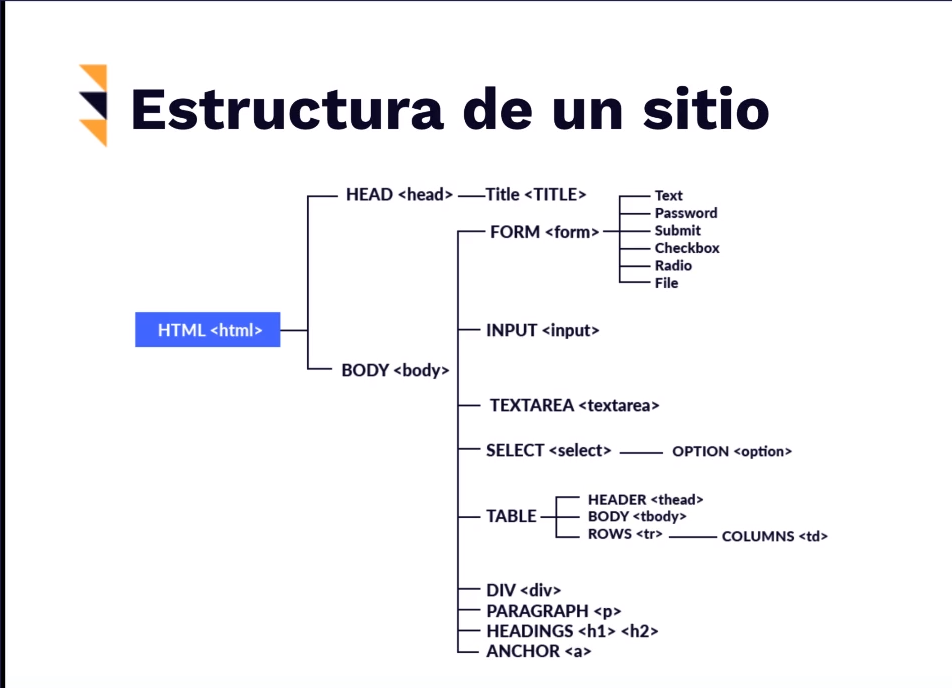 Estructura de un sitio
HEAD <head> Title <TITLE>
Text
Password
FORM <form> Submit
Checkbox
Radio
File
HTML <html>
INPUT <input>
BODY <body>
TEXTAREA <textarea>
SELECT <select> OPTION <option>
HEADER <thead>
TABLE BODY <tbody>
ROWS <tr> COLUMNS <td>
DIV <div>
PARAGRAPH <p>
HEADINGS <h1> <h2>
ANCHOR <a>